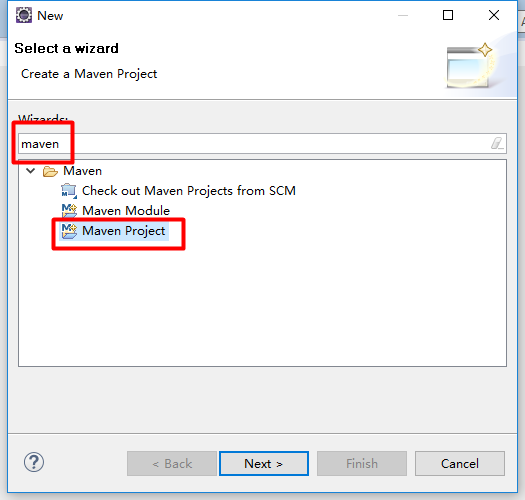 New
Select a wizard
Create a Maven Project
Wizards:
maven
Maven
Check out Maven Projects from SCM
Maven Module
Maven Project
< Back
Next >
Finish
Cancel